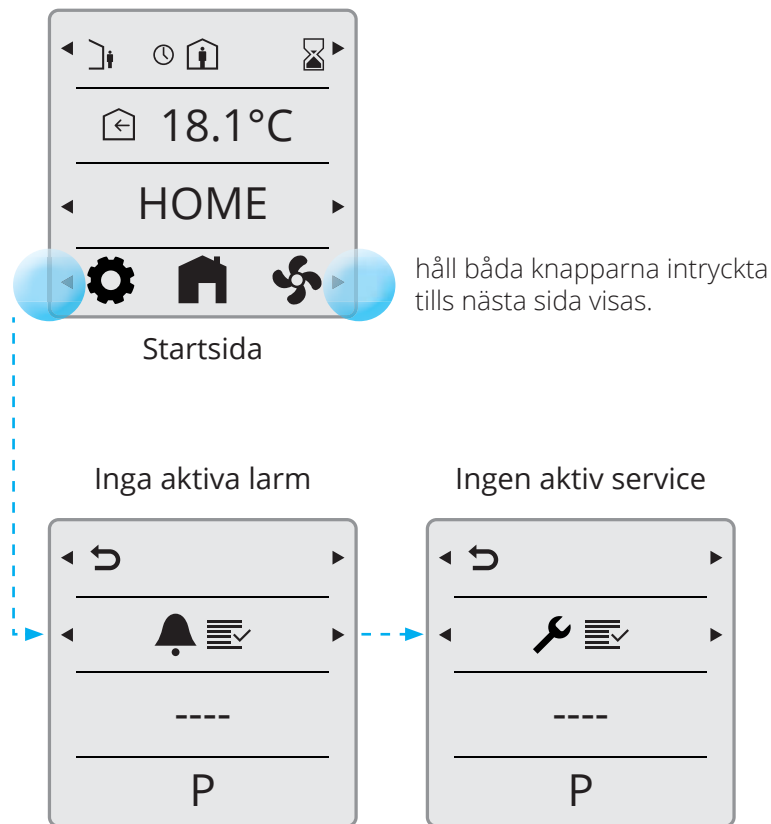 18.1°C
HOME
håll båda knapparna intryckta
tills nästa sida visas.
Startsida
Inga aktiva larm
Ingen aktiv service
----
----
P
P